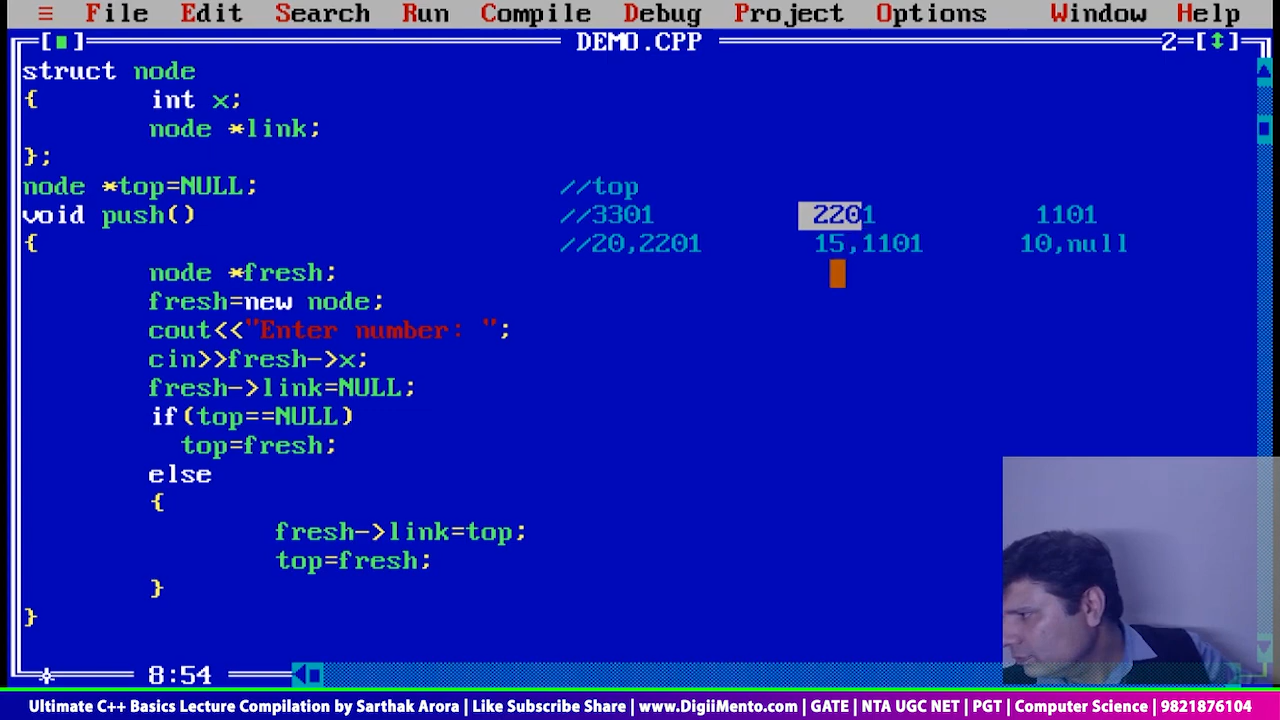 ≡ File Edit Search Run Compile Debug Project Options Window Help
[■] DEMO.CPP 2=[↕]
struct node
{ int x;
node *link;
};
node *top=NULL; //top
void push() //3301 2201 1101
{ //20,2201 15,1101 10,null
node *fresh;
fresh=new node;
cout<<"Enter number: ";
cin>>fresh->x;
fresh->link=NULL;
if(top==NULL)
top=fresh;
else
{
fresh->link=top;
top=fresh;
}
}
8:54
Ultimate C++ Basics Lecture Compilation by Sarthak Arora | Like Subscribe Share | www.DigiiMento.com | GATE | NTA UGC NET | PGT | Computer Science | 9821876104